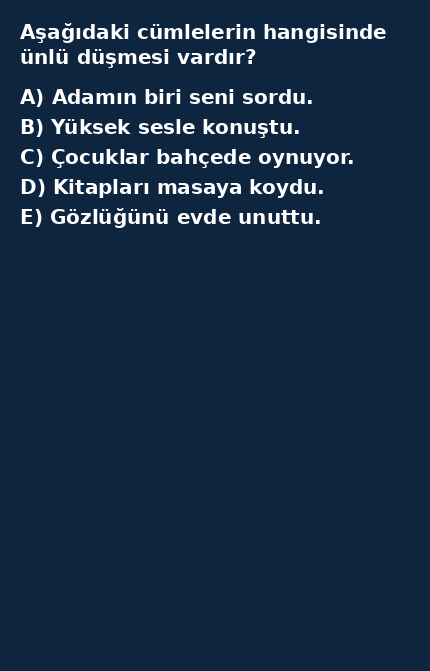 Aşağıdaki cümlelerin hangisinde
ünlü düşmesi vardır?
A) Adamın biri seni sordu.
B) Yüksek sesle konuştu.
C) Çocuklar bahçede oynuyor.
D) Kitapları masaya koydu.
E) Gözlüğünü evde unuttu.